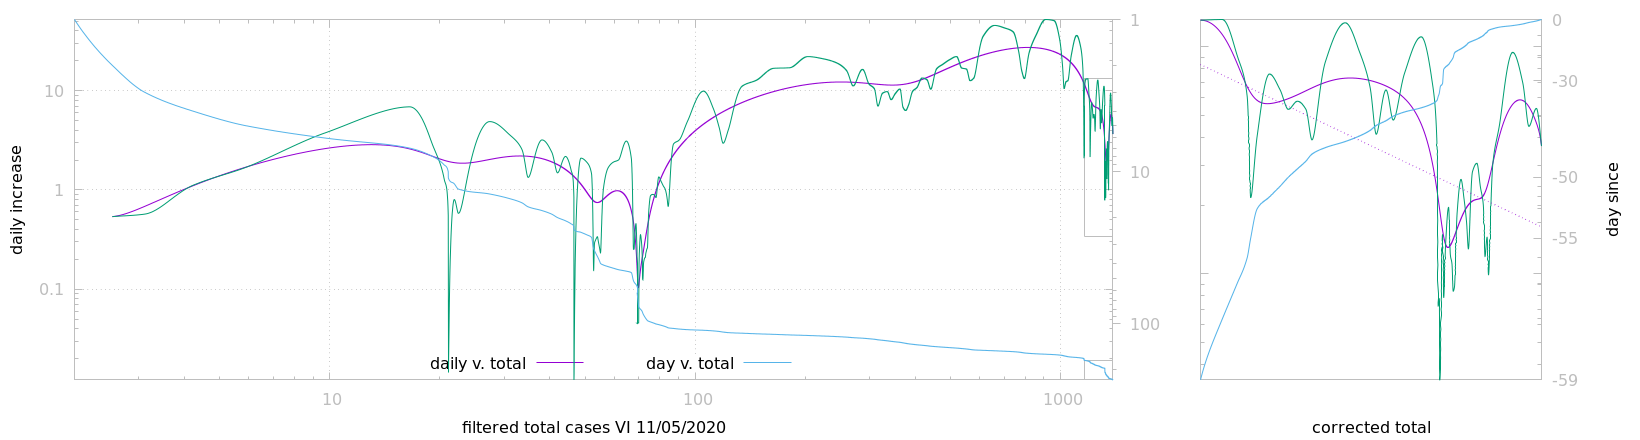 daily increase
10
1
0.1
10
100
1000
1
10
100
daily v. total
day v. total
filtered total cases VI 11/05/2020
0
-30
-50
-55
-59
day since
corrected total